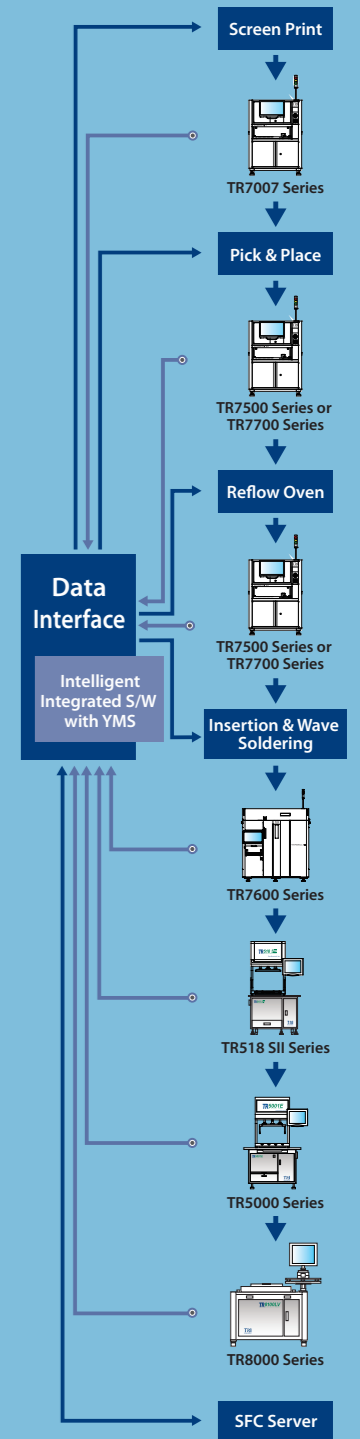 Screen Print
TR7007 Series
Pick & Place
TR7500 Series or
TR7700 Series
Reflow Oven
Data
Interface
TR7500 Series or
TR7700 Series
Intelligent
Integrated S/W
with YMS
Insertion & Wave
Soldering
TR7600 Series
TR518 SII Series
TR5001E
TR5000 Series
TR8100LV
TR8000 Series
SFC Server